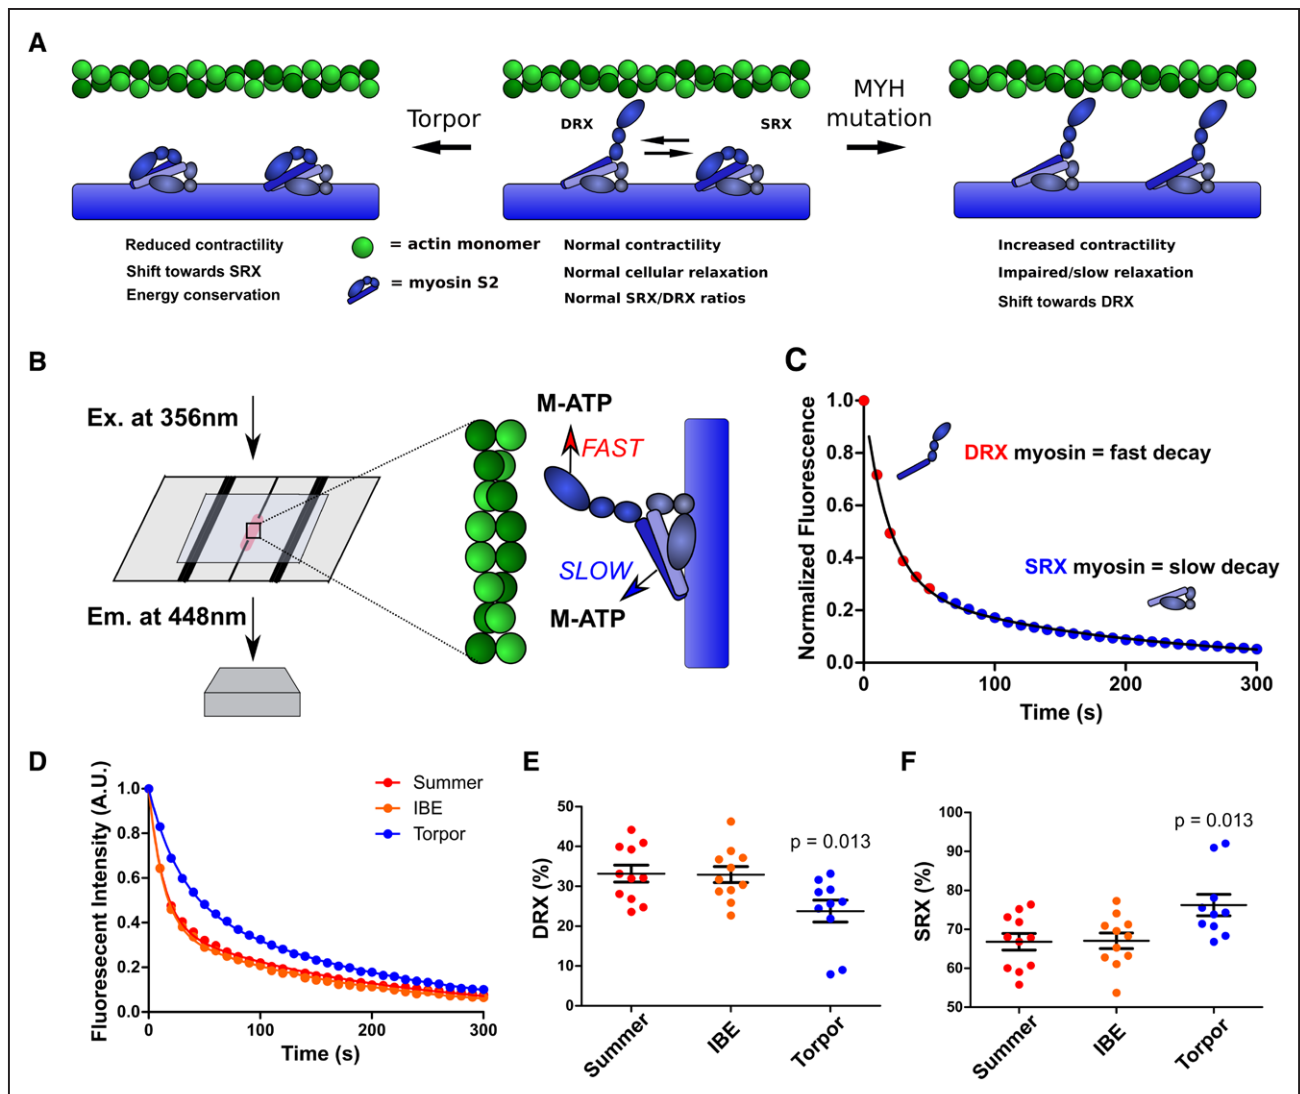 A
Torpor
DRX
SRX
MYH
mutation
Reduced contractility
Shift towards SRX
Energy conservation
= actin monomer
= myosin S2
Normal contractility
Normal cellular relaxation
Normal SRX/DRX ratios
Increased contractility
Impaired/slow relaxation
Shift towards DRX
B
Ex. at 356nm
Em. at 448nm
M-ATP
FAST
SLOW
M-ATP
C
Normalized Fluorescence
1.0
0.8
0.6
0.4
0.2
0.0
DRX myosin = fast decay
SRX myosin = slow decay
0 100 200 300
Time (s)
D
Fluoresecent Intensity (A.U.)
1.0
0.8
0.6
0.4
0.2
0.0
Summer
IBE
Torpor
0 100 200 300
Time (s)
E
DRX (%)
50
40
30
20
10
0
p = 0.013
Summer
IBE
Torpor
F
SRX (%)
100
90
80
70
60
50
p = 0.013
Summer
IBE
Torpor